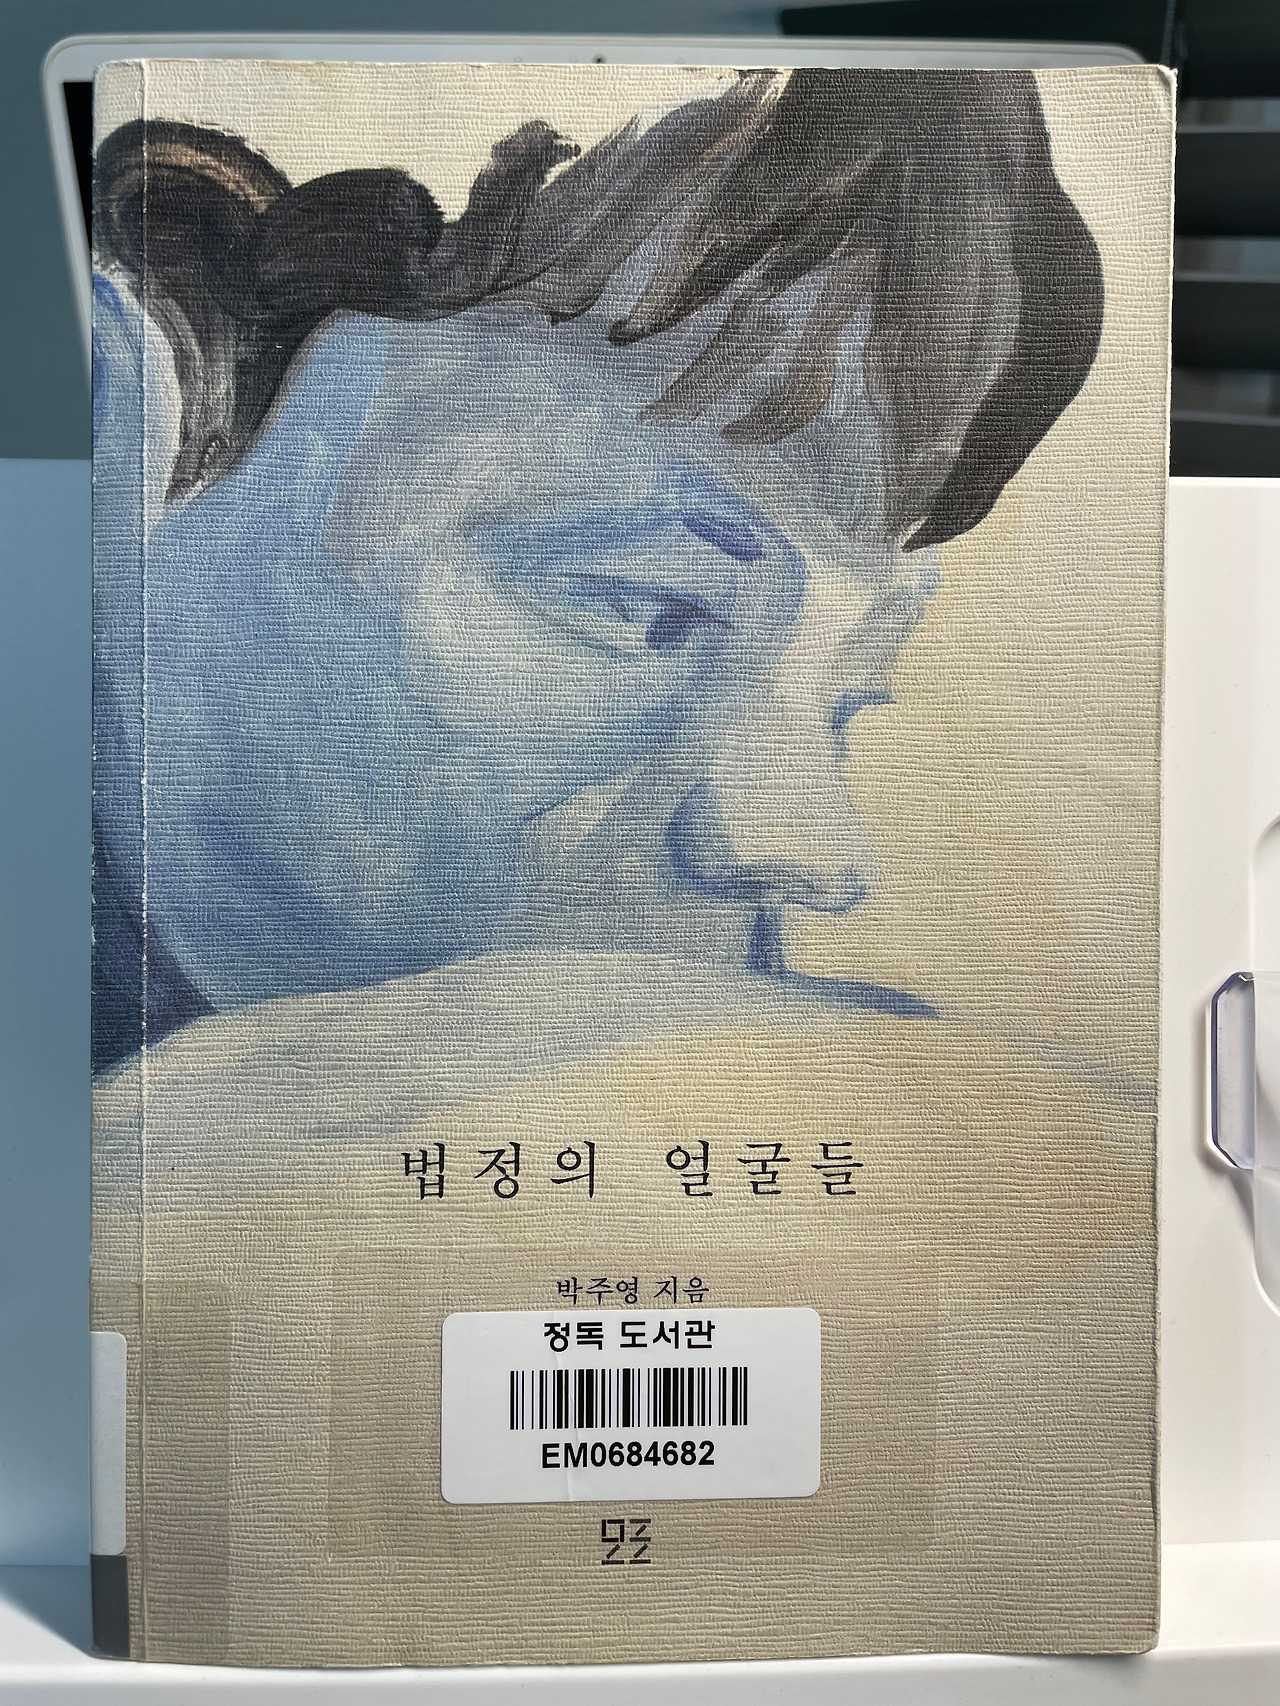 법정의 얼굴들
박주영 지음
정독 도서관
EM0684682
모로